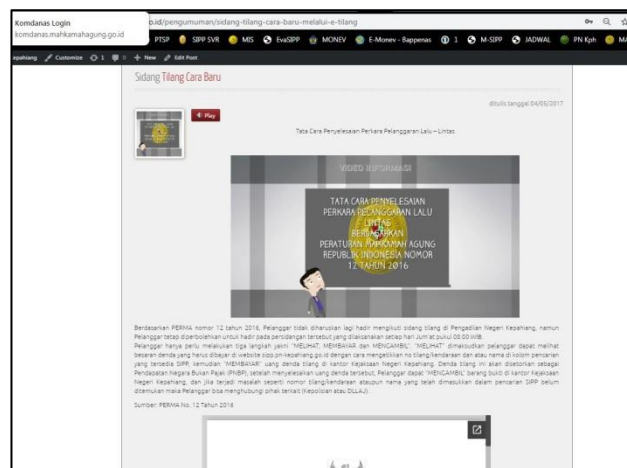 Komdanas Login
komdanas.mahkamahagung.go.id
o.id/pengumuman/sidang-tilang-cara-baru-melalui-e-tilang
PTSP SIPP SVR MIS EvaSIPP MONEV E-Monev - Bappenas 1 M-SIPP JADWAL PN Kph MA
epahiang Customize 1 0 + New Edit Post
Sidang Tilang Cara Baru
ditulis tanggal 04/05/2017
Play
Tata Cara Penyelesaian Perkara Pelanggaran Lalu – Lintas
VIDEO INFORMASI
TATA CARA PENYELESAIAN
PERKARA PELANGGARAN LALU
LINTAS
BERDASARKAN
PERATURAN MAHKAMAH AGUNG
REPUBLIK INDONESIA NOMOR
12 TAHUN 2016
Berdasarkan PERMA nomor 12 tahun 2016, Pelanggar tidak diharuskan lagi hadir mengikuti sidang tilang di Pengadilan Negeri Kepahiang, namun
Pelanggar tetap diperbolehkan untuk hadir pada persidangan tersebut yang dilaksanakan setiap hari Jum at pukul 08.00 WIB.
Pelanggar hanya perlu melakukan tiga langkah yakni "MELIHAT, MEMBAYAR dan MENGAMBIL". "MELIHAT" dimaksudkan pelanggar dapat melihat
besaran denda yang harus dibayar di website sipp.pn-kepahiang.go.id dengan cara mengetikkan no tilang/kendaraan dan atau nama di kolom pencarian
yang tersedia SIPP, kemudian "MEMBAYAR" uang denda tilang di kantor Kejaksaan Negeri Kepahiang. Denda tilang ini akan disetorkan sebagai
Pendapatan Negara Bukan Pajak (PNBP), setelah menyelesaikan uang denda tersebut, Pelanggar dapat "MENGAMBIL" barang bukti di kantor Kejaksaan
Negeri Kepahiang, dan jika terjadi masalah seperti nomor tilang/kendaraan ataupun nama yang telah dimasukkan dalam pencarian SIPP belum
ditemukan maka Pelanggar bisa menghubungi pihak terkait (Kepolisian atau DLLAJ) .
Sumber: PERMA No. 12 Tahun 2016